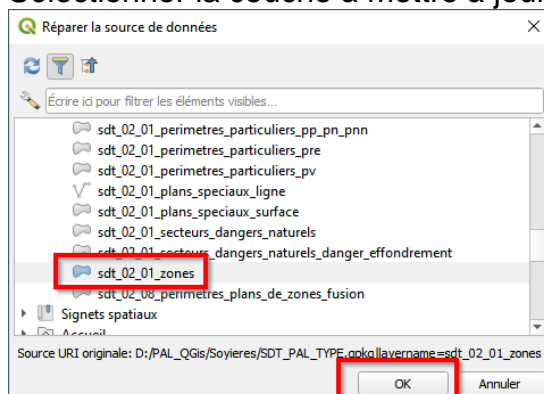 Sélectionner la couche à mettre à jour
Réparer la source de données
Écrire ici pour filtrer les éléments visibles...
sdt_02_01_perimetres_particuliers_pp_pn_pnn
sdt_02_01_perimetres_particuliers_pre
sdt_02_01_perimetres_particuliers_pv
sdt_02_01_plans_speciaux_ligne
sdt_02_01_plans_speciaux_surface
sdt_02_01_secteurs_dangers_naturels
sdt_02_01_secteurs_dangers_naturels_danger_effondrement
sdt_02_01_zones
sdt_02_08_perimetres_plans_de_zones_fusion
Signets spatiaux
Accueil
Source URI originale: D:/PAL_QGis/Soyieres/SDT_PAL_TYPE.gpkg|layername=sdt_02_01_zones
OK
Annuler